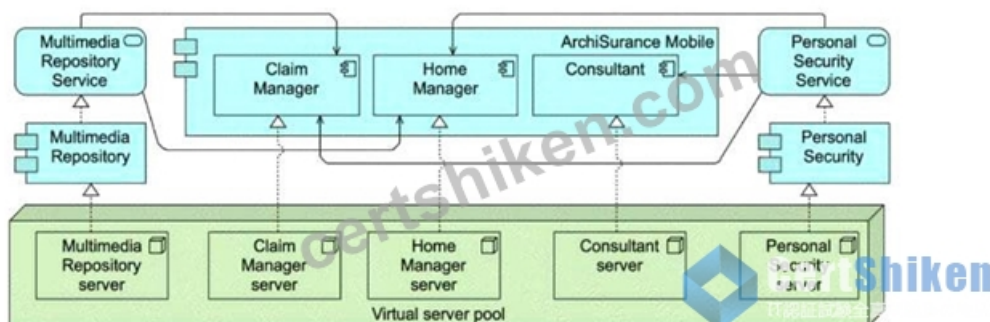 Multimedia
Repository
Service
ArchiSurance Mobile
Claim
Manager
Home
Manager
Consultant
Personal
Security
Service
Multimedia
Repository
Personal
Security
certshiken.com
Multimedia
Repository
server
Claim
Manager
server
Home
Manager
server
Consultant
server
Personal
Security
server
Virtual server pool
CertShiken